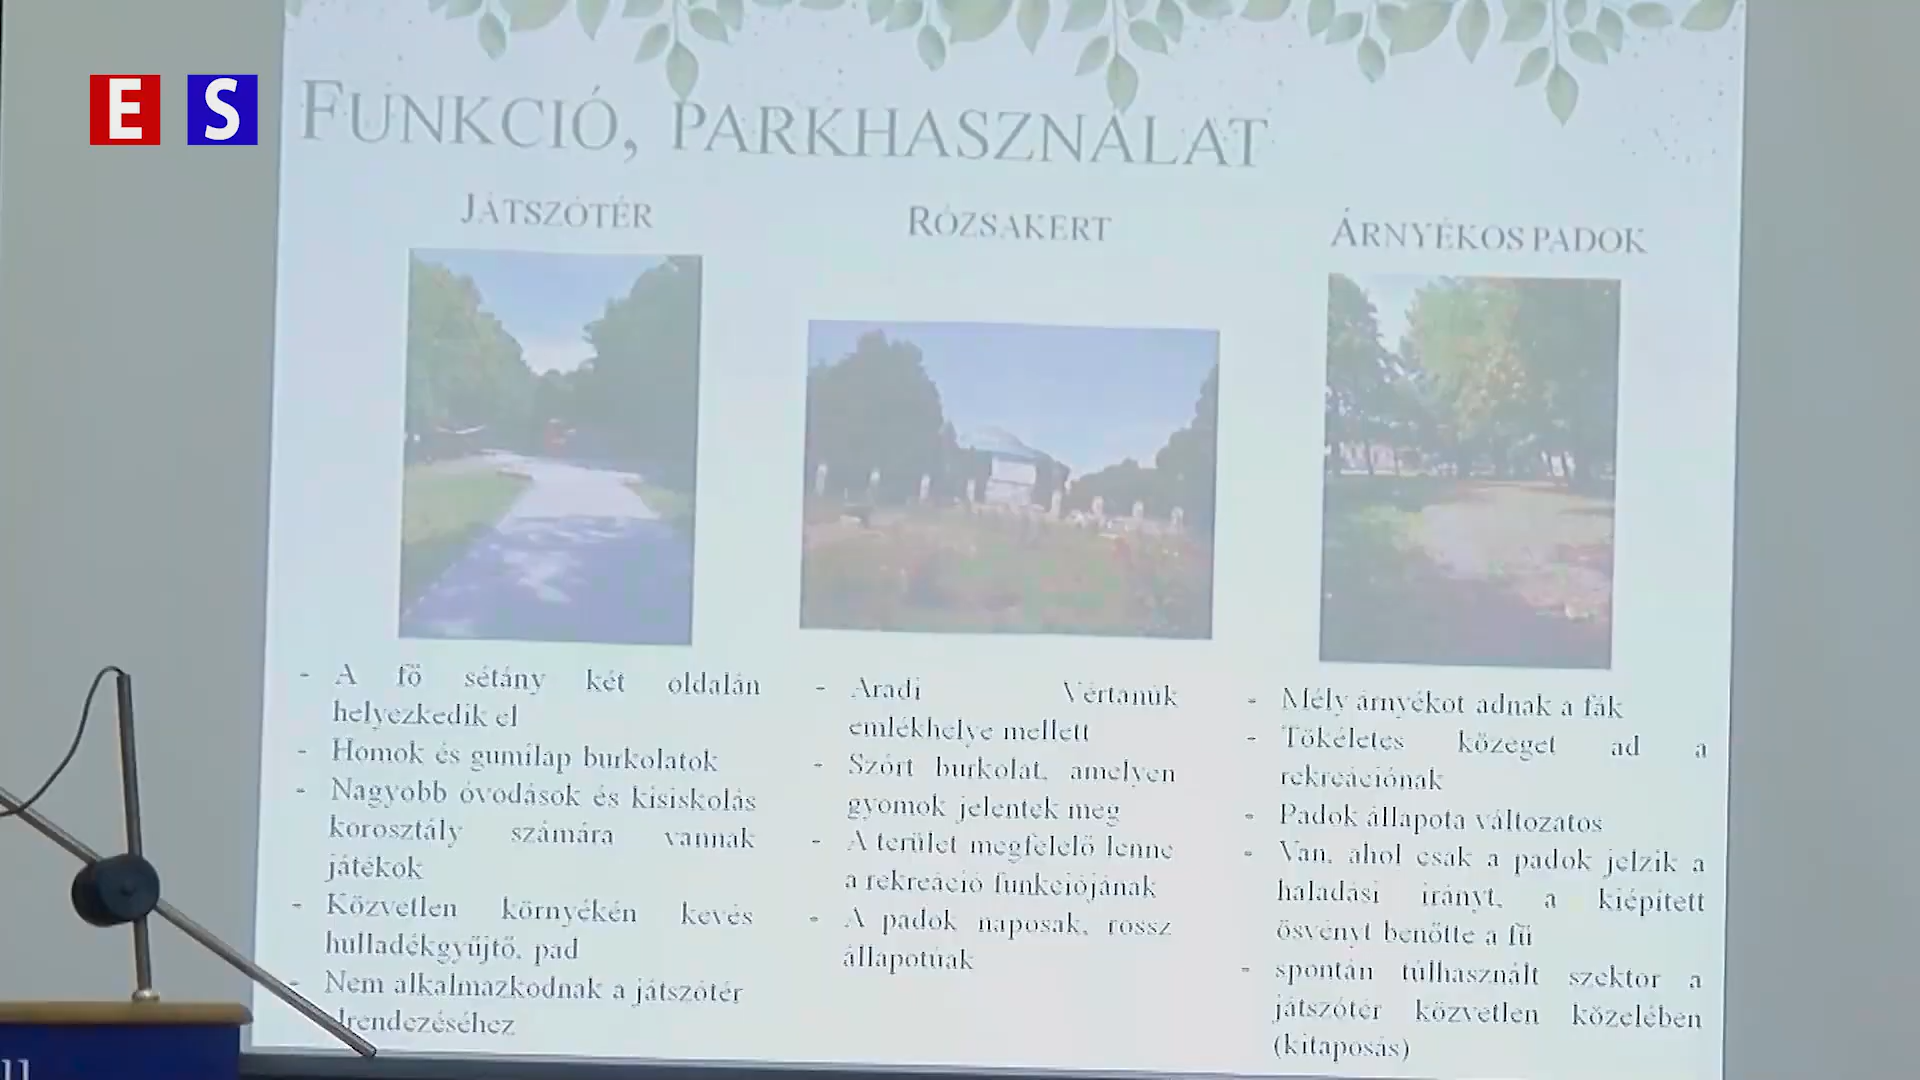 E S
FUNKCIÓ, PARKHASZNÁLAT
JÁTSZÓTÉR
- A fő sétány két oldalán
helyezkedik el
- Homok és gumilap burkolatok
- Nagyobb óvodások és kisiskolás
korosztály számára vannak
játékok
- Közvetlen környékén kevés
hulladékgyűjtő, pad
- Nem alkalmazkodnak a játszótér
lrendezéséhez
RÓZSAKERT
- Aradi Vértanúk
emlékhelye mellett
- Szórt burkolat, amelyen
gyomok jelentek meg
- A terület megfelelő lenne
a rekreáció funkciójának
- A padok naposak, rossz
állapotúak
ÁRNYÉKOS PADOK
- Mély árnyékot adnak a fák
- Tökéletes közeget ad a
rekreációnak
- Padok állapota változatos
- Van, ahol csak a padok jelzik a
haladási irányt, a kiépített
ösvényt benőtte a fű
- spontán túlhasznált szektor a
játszótér közvetlen közelében
(kitaposás)